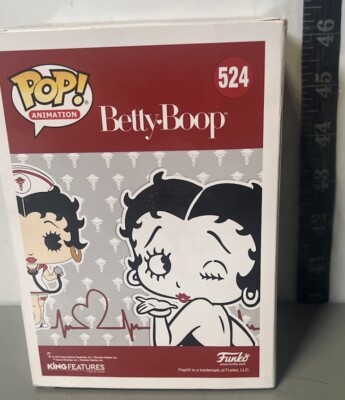 POP!
ANIMATION
524
Betty Boop
KING FEATURES
Funko
Pop!® is a trademark of Funko, LLC.
46
45
44
43
42
41